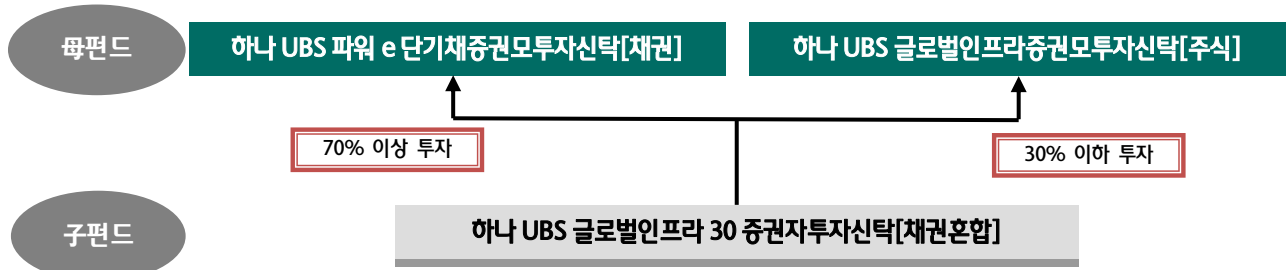 母펀드
하나 UBS 파워 e 단기채증권모투자신탁[채권]
하나 UBS 글로벌인프라증권모투자신탁[주식]
70% 이상 투자
30% 이하 투자
子펀드
하나 UBS 글로벌인프라 30 증권자투자신탁[채권혼합]